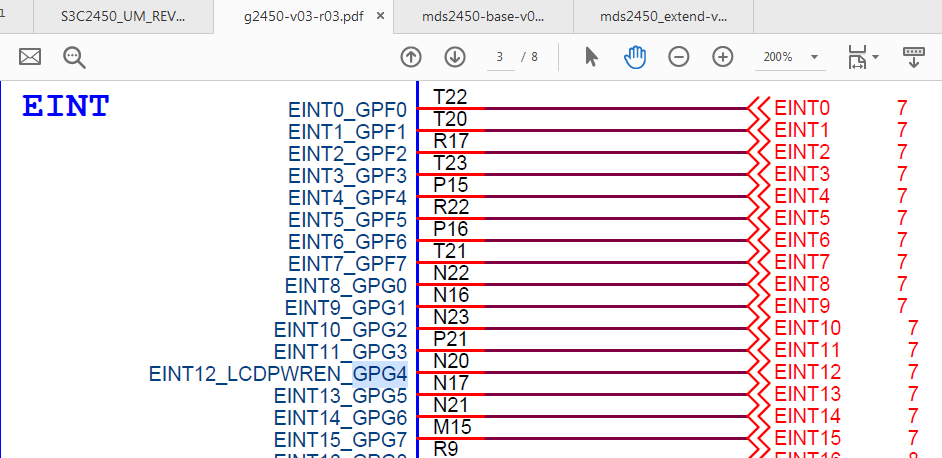 1 S3C2450_UM_REV... g2450-v03-r03.pdf × mds2450-base-v0... mds2450_extend-v...
3 / 8 200%
EINT
EINT0_GPF0 T22 EINT0 7
EINT1_GPF1 T20 EINT1 7
EINT2_GPF2 R17 EINT2 7
EINT3_GPF3 T23 EINT3 7
EINT4_GPF4 P15 EINT4 7
EINT5_GPF5 R22 EINT5 7
EINT6_GPF6 P16 EINT6 7
EINT7_GPF7 T21 EINT7 7
EINT8_GPG0 N22 EINT8 7
EINT9_GPG1 N16 EINT9 7
EINT10_GPG2 N23 EINT10 7
EINT11_GPG3 P21 EINT11 7
EINT12_LCDPWREN_GPG4 N20 EINT12 7
EINT13_GPG5 N17 EINT13 7
EINT14_GPG6 N21 EINT14 7
EINT15_GPG7 M15 EINT15 7
R9